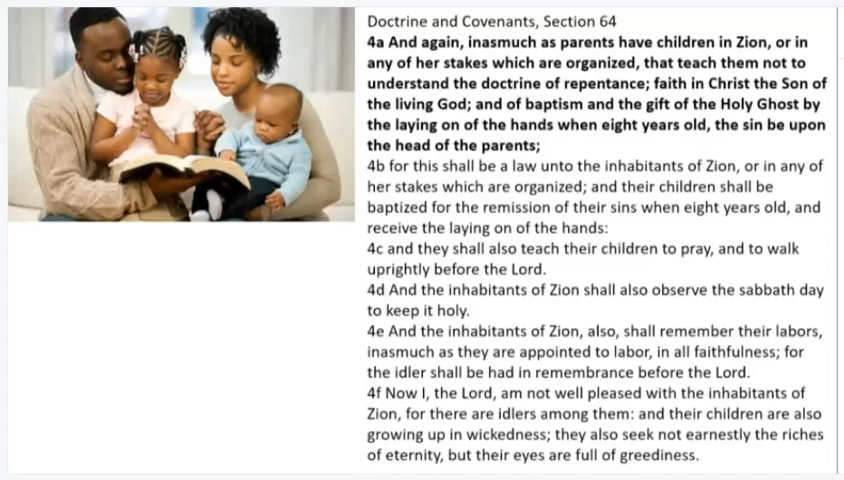 Doctrine and Covenants, Section 64
4a And again, inasmuch as parents have children in Zion, or in
any of her stakes which are organized, that teach them not to
understand the doctrine of repentance; faith in Christ the Son of
the living God; and of baptism and the gift of the Holy Ghost by
the laying on of the hands when eight years old, the sin be upon
the head of the parents;
4b for this shall be a law unto the inhabitants of Zion, or in any of
her stakes which are organized; and their children shall be
baptized for the remission of their sins when eight years old, and
receive the laying on of the hands:
4c and they shall also teach their children to pray, and to walk
uprightly before the Lord.
4d And the inhabitants of Zion shall also observe the sabbath day
to keep it holy.
4e And the inhabitants of Zion, also, shall remember their labors,
inasmuch as they are appointed to labor, in all faithfulness; for
the idler shall be had in remembrance before the Lord.
4f Now I, the Lord, am not well pleased with the inhabitants of
Zion, for there are idlers among them: and their children are also
growing up in wickedness; they also seek not earnestly the riches
of eternity, but their eyes are full of greediness.